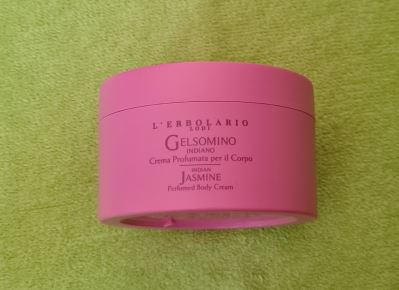 L'ERBOLARIO
LODI
GELSOMINO
INDIANO
Crema Profumata per il Corpo
INDIAN
JASMINE
Perfumed Body Cream